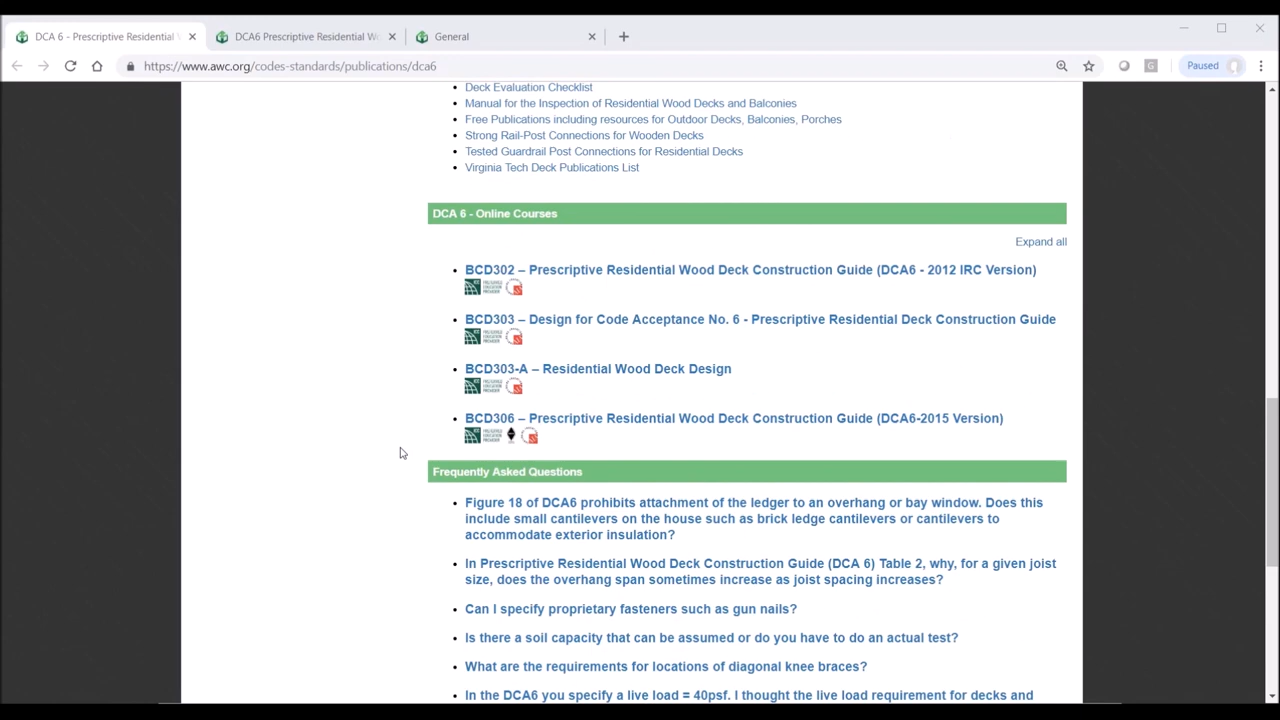 DCA 6 - Prescriptive Residential
DCA6 Prescriptive Residential W
General
https://www.awc.org/codes-standards/publications/dca6
Paused
Deck Evaluation Checklist
Manual for the Inspection of Residential Wood Decks and Balconies
Free Publications including resources for Outdoor Decks, Balconies, Porches
Strong Rail-Post Connections for Wooden Decks
Tested Guardrail Post Connections for Residential Decks
Virginia Tech Deck Publications List
DCA 6 - Online Courses
Expand all
BCD302 – Prescriptive Residential Wood Deck Construction Guide (DCA6 - 2012 IRC Version)
BCD303 – Design for Code Acceptance No. 6 - Prescriptive Residential Deck Construction Guide
BCD303-A – Residential Wood Deck Design
BCD306 – Prescriptive Residential Wood Deck Construction Guide (DCA6-2015 Version)
Frequently Asked Questions
Figure 18 of DCA6 prohibits attachment of the ledger to an overhang or bay window. Does this
include small cantilevers on the house such as brick ledge cantilevers or cantilevers to
accommodate exterior insulation?
In Prescriptive Residential Wood Deck Construction Guide (DCA 6) Table 2, why, for a given joist
size, does the overhang span sometimes increase as joist spacing increases?
Can I specify proprietary fasteners such as gun nails?
Is there a soil capacity that can be assumed or do you have to do an actual test?
What are the requirements for locations of diagonal knee braces?
In the DCA6 you specify a live load = 40psf. I thought the live load requirement for decks and